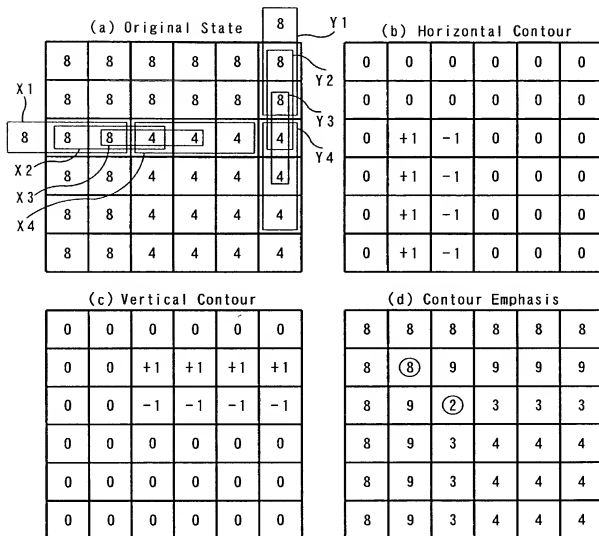 8 Y1
(a) Original State (b) Horizontal Contour
8 8 8 8 8 8 Y2 0 0 0 0 0 0
X1 8 8 8 8 8 8 Y3 0 0 0 0 0 0
8 8 8 4 4 4 4 Y4 0 +1 -1 0 0 0
X2 8 8 4 4 4 4 0 +1 -1 0 0 0
X3
X4 8 8 4 4 4 4 0 +1 -1 0 0 0
8 8 4 4 4 4 0 +1 -1 0 0 0
(c) Vertical Contour (d) Contour Emphasis
0 0 0 0 0 0 8 8 8 8 8 8
0 0 +1 +1 +1 +1 8 8 9 9 9 9
0 0 -1 -1 -1 -1 8 9 2 3 3 3
0 0 0 0 0 0 8 9 3 4 4 4
0 0 0 0 0 0 8 9 3 4 4 4
0 0 0 0 0 0 8 9 3 4 4 4